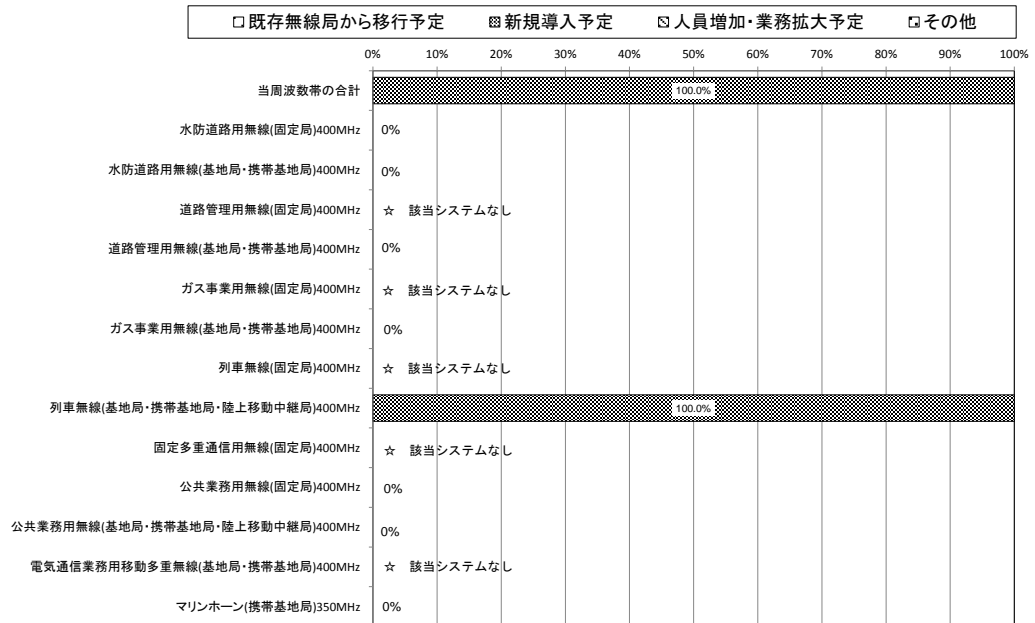 既存無線局から移行予定 新規導入予定 人員増加・業務拡大予定 その他
0% 10% 20% 30% 40% 50% 60% 70% 80% 90% 100%
当周波数帯の合計 100.0%
水防道路用無線(固定局)400MHz 0%
水防道路用無線(基地局・携帯基地局)400MHz 0%
道路管理用無線(固定局)400MHz ☆ 該当システムなし
道路管理用無線(基地局・携帯基地局)400MHz 0%
ガス事業用無線(固定局)400MHz ☆ 該当システムなし
ガス事業用無線(基地局・携帯基地局)400MHz 0%
列車無線(固定局)400MHz ☆ 該当システムなし
列車無線(基地局・携帯基地局・陸上移動中継局)400MHz 100.0%
固定多重通信用無線(固定局)400MHz ☆ 該当システムなし
公共業務用無線(固定局)400MHz 0%
公共業務用無線(基地局・携帯基地局・陸上移動中継局)400MHz 0%
電気通信業務用移動多重無線(基地局・携帯基地局)400MHz ☆ 該当システムなし
マリンホーン(携帯基地局)350MHz 0%